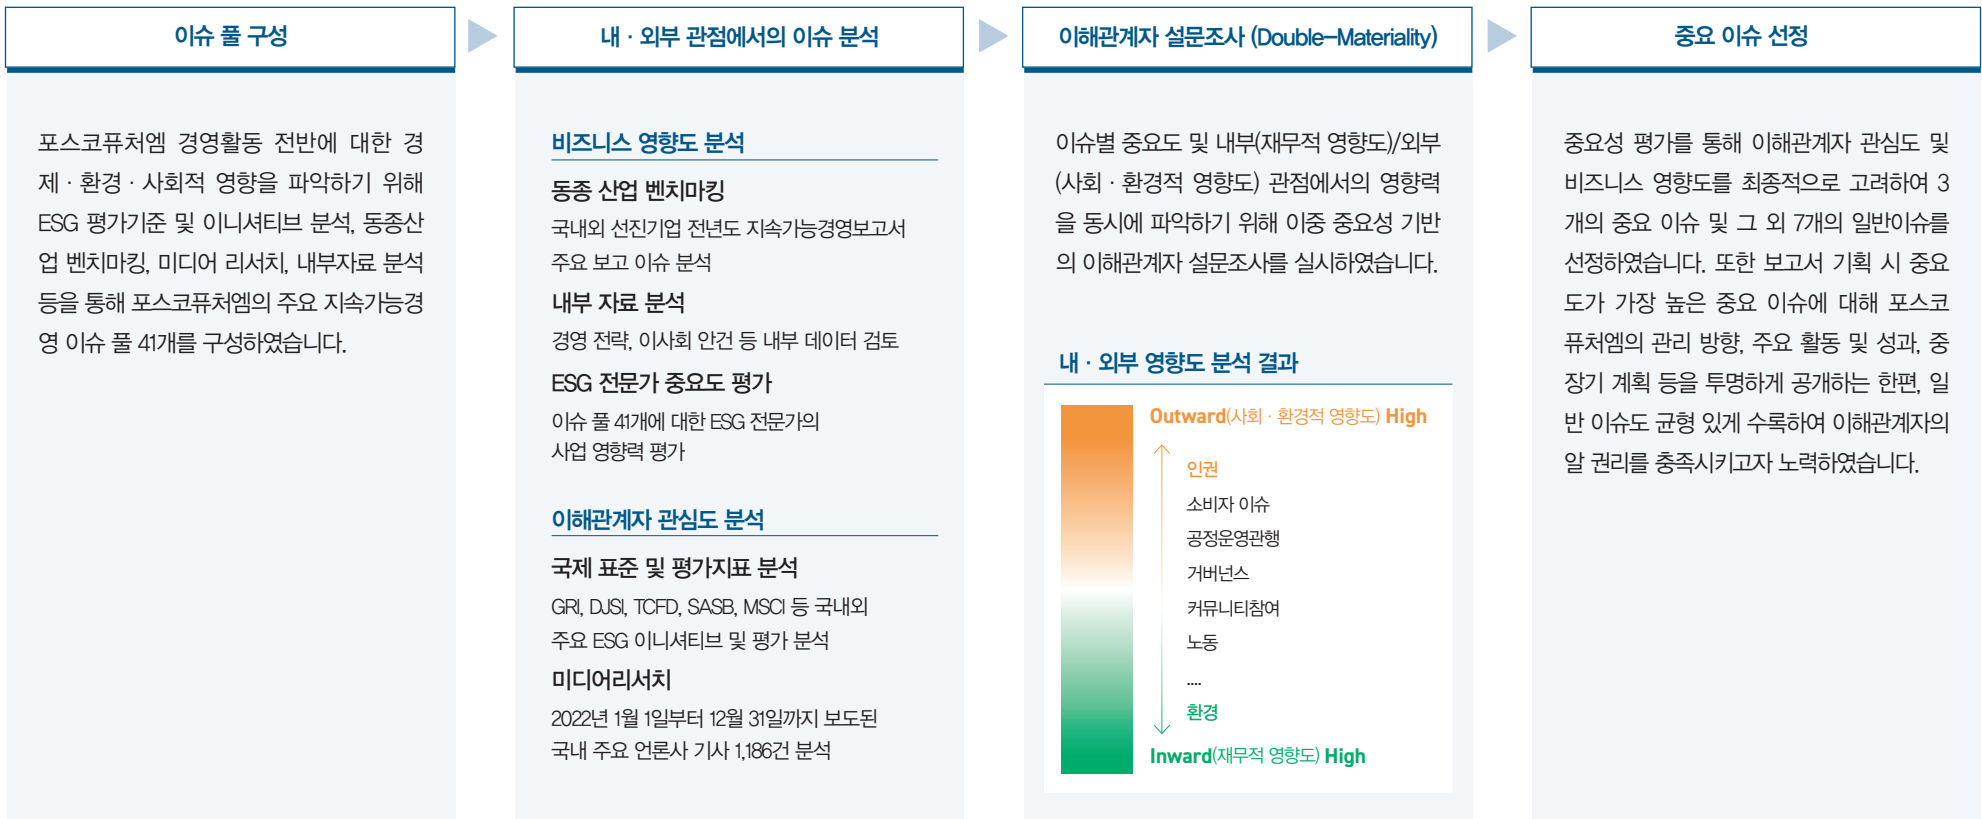 이슈 풀 구성
포스코퓨처엠 경영활동 전반에 대한 경
제 · 환경 · 사회적 영향을 파악하기 위해
ESG 평가기준 및 이니셔티브 분석, 동종산
업 벤치마킹, 미디어 리서치, 내부자료 분석
등을 통해 포스코퓨처엠의 주요 지속가능경
영 이슈 풀 41개를 구성하였습니다.
내 · 외부 관점에서의 이슈 분석
비즈니스 영향도 분석
동종 산업 벤치마킹
국내외 선진기업 전년도 지속가능경영보고서
주요 보고 이슈 분석
내부 자료 분석
경영 전략, 이사회 안건 등 내부 데이터 검토
ESG 전문가 중요도 평가
이슈 풀 41개에 대한 ESG 전문가의
사업 영향력 평가
이해관계자 관심도 분석
국제 표준 및 평가지표 분석
GRI, DJSI, TCFD, SASB, MSCI 등 국내외
주요 ESG 이니셔티브 및 평가 분석
미디어리서치
2022년 1월 1일부터 12월 31일까지 보도된
국내 주요 언론사 기사 1,186건 분석
이해관계자 설문조사 (Double-Materiality)
이슈별 중요도 및 내부(재무적 영향도)/외부
(사회 · 환경적 영향도) 관점에서의 영향력
을 동시에 파악하기 위해 이중 중요성 기반
의 이해관계자 설문조사를 실시하였습니다.
내 · 외부 영향도 분석 결과
Outward(사회 · 환경적 영향도) High
인권
소비자 이슈
공정운영관행
거버넌스
커뮤니티참여
노동
....
환경
Inward(재무적 영향도) High
중요 이슈 선정
중요성 평가를 통해 이해관계자 관심도 및
비즈니스 영향도를 최종적으로 고려하여 3
개의 중요 이슈 및 그 외 7개의 일반이슈를
선정하였습니다. 또한 보고서 기획 시 중요
도가 가장 높은 중요 이슈에 대해 포스코
퓨처엠의 관리 방향, 주요 활동 및 성과, 중
장기 계획 등을 투명하게 공개하는 한편, 일
반 이슈도 균형 있게 수록하여 이해관계자의
알 권리를 충족시키고자 노력하였습니다.